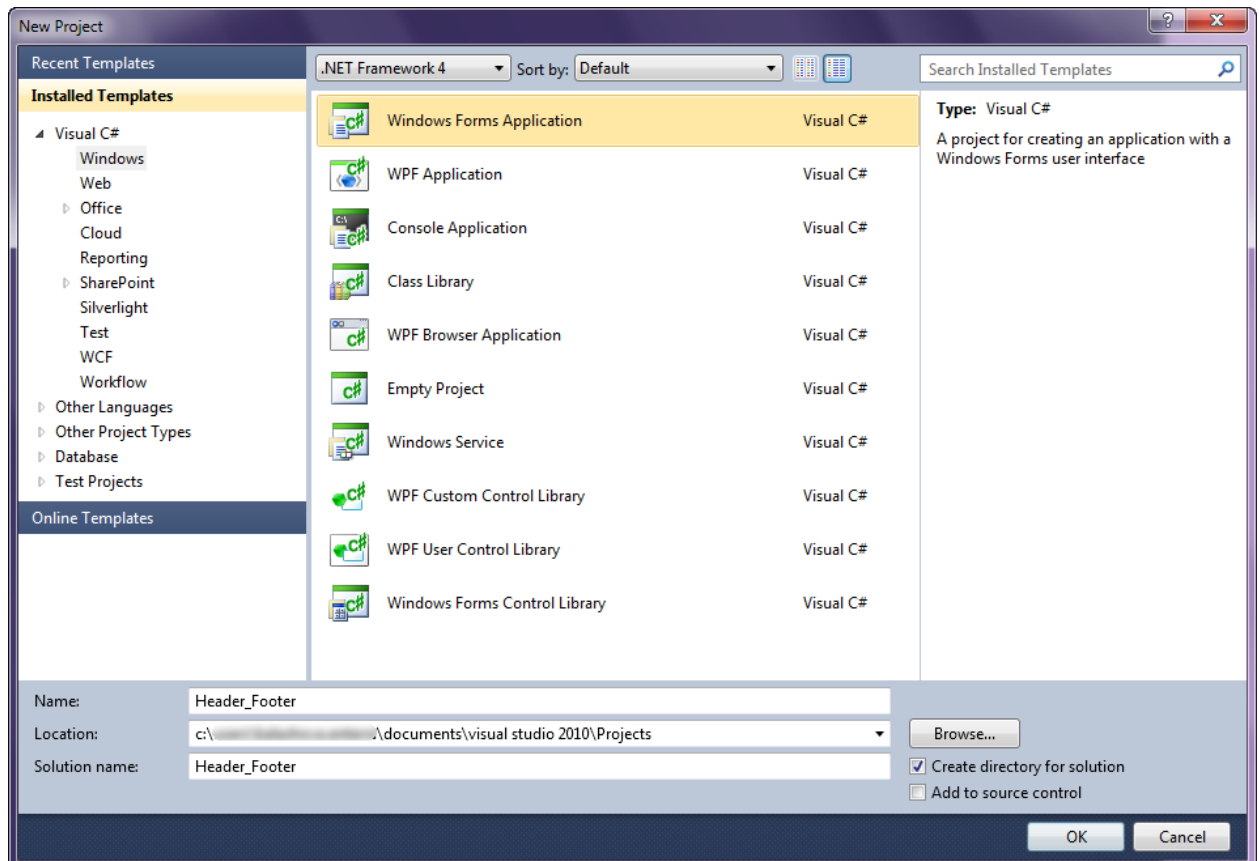 New Project
Recent Templates
Installed Templates
Visual C#
Windows
Web
Office
Cloud
Reporting
SharePoint
Silverlight
Test
WCF
Workflow
Other Languages
Other Project Types
Database
Test Projects
Online Templates
.NET Framework 4 Sort by: Default
Windows Forms Application Visual C#
WPF Application Visual C#
Console Application Visual C#
Class Library Visual C#
WPF Browser Application Visual C#
Empty Project Visual C#
Windows Service Visual C#
WPF Custom Control Library Visual C#
WPF User Control Library Visual C#
Windows Forms Control Library Visual C#
Search Installed Templates
Type: Visual C#
A project for creating an application with a
Windows Forms user interface
Name: Header_Footer
Location: c:\ \documents\visual studio 2010\Projects
Browse...
Solution name: Header_Footer
Create directory for solution
Add to source control
OK Cancel